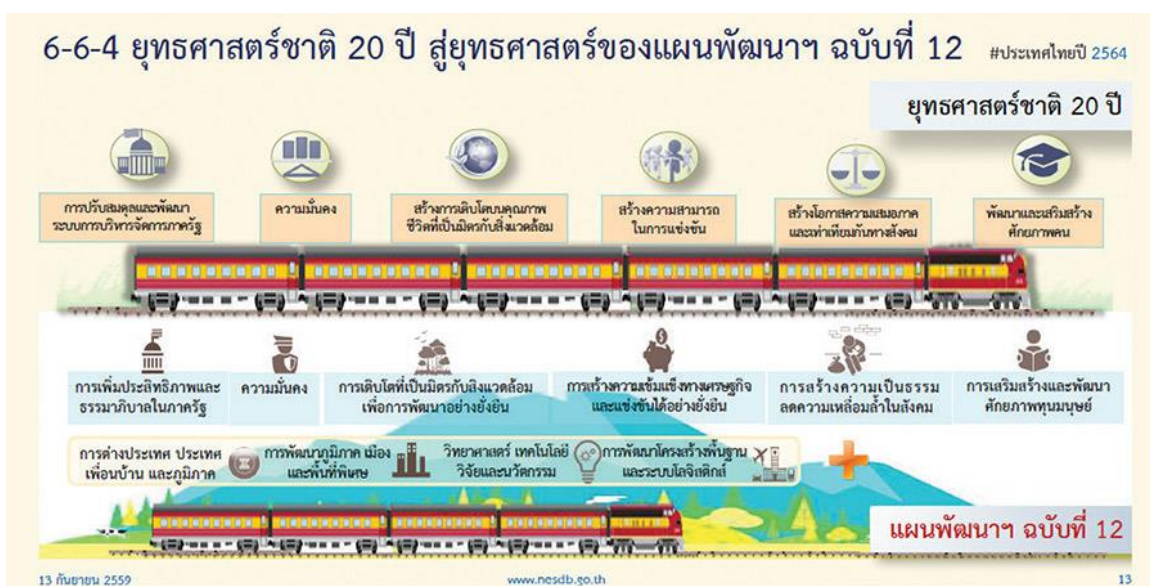 6-6-4 ยุทธศาสตร์ชาติ 20 ปี สู่ยุทธศาสตร์ของแผนพัฒนาฯ ฉบับที่ 12 #ประเทศไทยปี 2564
ยุทธศาสตร์ชาติ 20 ปี
การปรับสมดุลและพัฒนา
ระบบการบริหารจัดการภาครัฐ
ความมั่นคง
สร้างการเติบโตบนคุณภาพ
ชีวิตที่เป็นมิตรกับสิ่งแวดล้อม
สร้างความสามารถ
ในการแข่งขัน
สร้างโอกาสความเสมอภาค
และเท่าเทียมกันทางสังคม
พัฒนาและเสริมสร้าง
ศักยภาพคน
การเพิ่มประสิทธิภาพและ
ธรรมาภิบาลในภาครัฐ
ความมั่นคง
การเติบโตที่เป็นมิตรกับสิ่งแวดล้อม
เพื่อการพัฒนาอย่างยั่งยืน
การสร้างความเข้มแข็งทางเศรษฐกิจ
และแข่งขันได้อย่างยั่งยืน
การสร้างความเป็นธรรม
ลดความเหลื่อมล้ำในสังคม
การเสริมสร้างและพัฒนา
ศักยภาพทุนมนุษย์
การต่างประเทศ ประเทศ
เพื่อนบ้าน และภูมิภาค
การพัฒนาภูมิภาค เมือง
และพื้นที่พิเศษ
วิทยาศาสตร์ เทคโนโลยี
วิจัยและนวัตกรรม
การพัฒนาโครงสร้างพื้นฐาน
และระบบโลจิสติกส์
แผนพัฒนาฯ ฉบับที่ 12
13 กันยายน 2559
www.nesdb.go.th
13